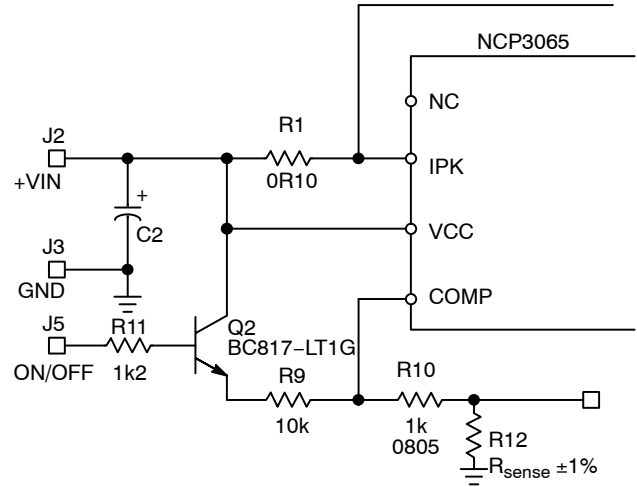 NCP3065
R1
NC
J2
0R10
IPK
+VIN
+
C2
VCC
J3
GND
COMP
J5
R11
Q2
BC817–LT1G
ON/OFF
1k2
R9
R10
10k
1k
0805
R12
Rsense ±1%